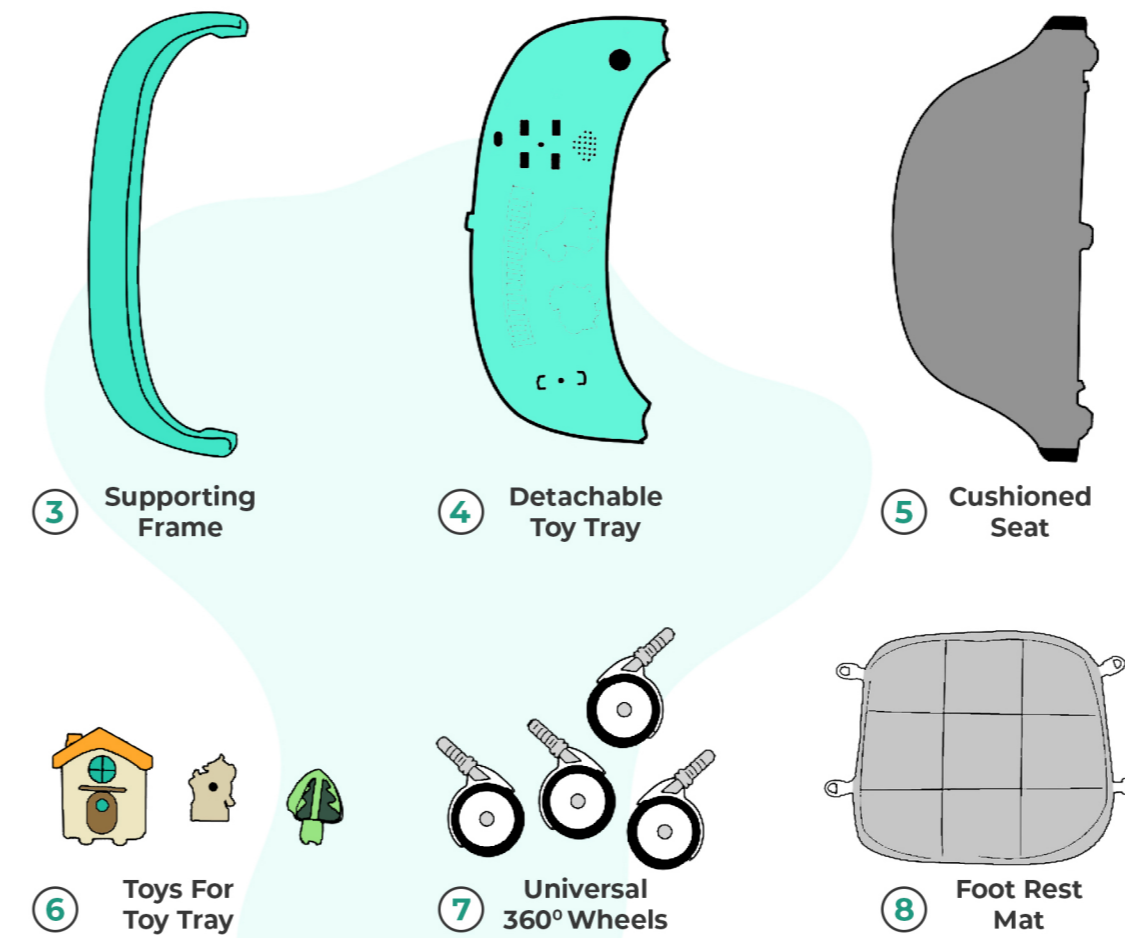 3 Supporting
Frame
4 Detachable
Toy Tray
5 Cushioned
Seat
6 Toys For
Toy Tray
7 Universal
360⁰ Wheels
8 Foot Rest
Mat